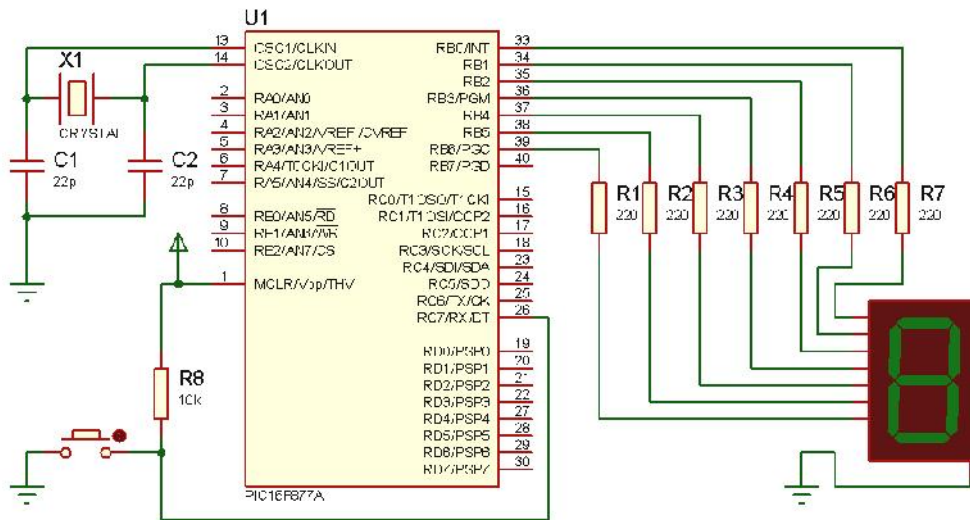 U1
X1
CRYSTAL
C1
22p
C2
22p
13
OSC1/CLKIN
14
OSC2/CLKOUT
2
RA0/AN0
3
RA1/AN1
4
RA2/AN2/VREF-/CVREF
5
RA3/AN3/VREF+
6
RA4/T0CKI/C1OUT
7
RA5/AN4/SS/C2OUT
8
RE0/AN5/RD
9
RE1/AN6/WR
10
RE2/AN7/CS
1
MCLR/Vpp/THV
RB0/INT
33
RB1
34
RB2
35
RB3/PGM
36
RB4
37
RB5
38
RB6/PGC
39
RB7/PGD
40
RC0/T1OSO/T1CKI
15
RC1/T1OSI/CCP2
16
RC2/CCP1
17
RC3/SCK/SCL
18
RC4/SDI/SDA
23
RC5/SDO
24
RC6/TX/CK
25
RC7/RX/DT
26
RD0/PSP0
19
RD1/PSP1
20
RD2/PSP2
21
RD3/PSP3
22
RD4/PSP4
27
RD5/PSP5
28
RD6/PSP6
29
RD7/PSP7
30
PIC16F877A
R8
10k
R1
220
R2
220
R3
220
R4
220
R5
220
R6
220
R7
220